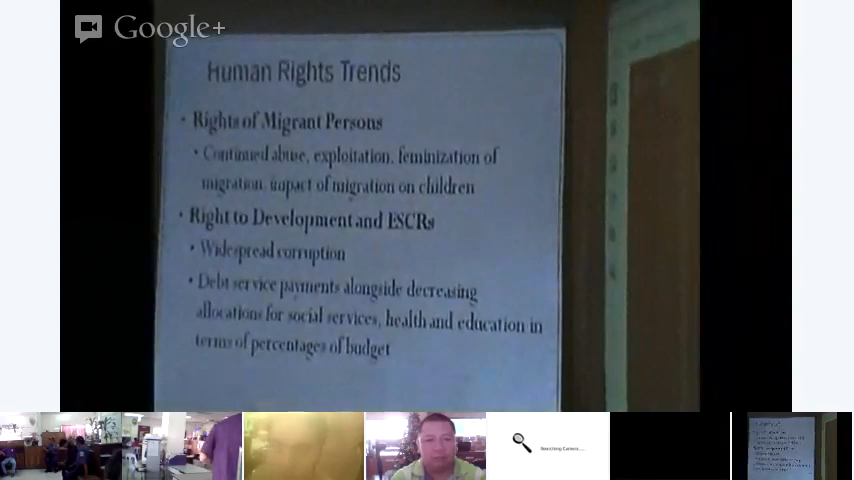 Google+
Human Rights Trends
• Rights of Migrant Persons
• Continued abuse, exploitation, feminization of
migration, impact of migration on children
• Right to Development and ESCRs
• Widespread corruption
• Debt service payments alongside decreasing
allocations for social services, health and education in
terms of percentages of budget
Searching Camera.....